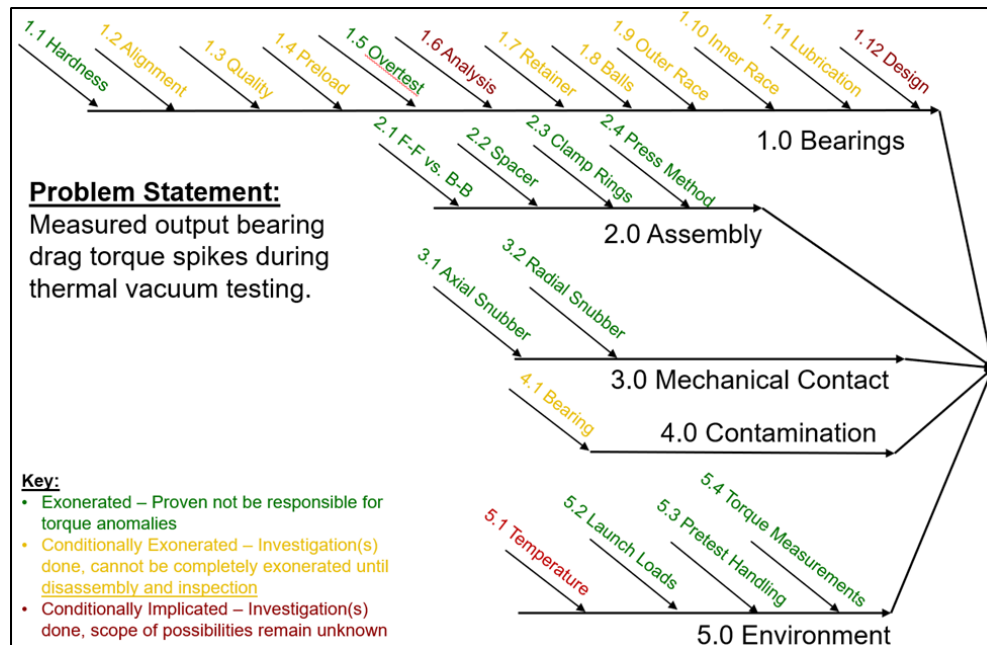 1.1 Hardness
1.2 Alignment
1.3 Quality
1.4 Preload
1.5 Overtest
1.6 Analysis
1.7 Retainer
1.8 Balls
1.9 Outer Race
1.10 Inner Race
1.11 Lubrication
1.12 Design
1.0 Bearings
2.1 F-F vs. B-B
2.2 Spacer
2.3 Clamp Rings
2.4 Press Method
2.0 Assembly
Problem Statement:
Measured output bearing
drag torque spikes during
thermal vacuum testing.
3.1 Axial Snubber
3.2 Radial Snubber
3.0 Mechanical Contact
4.1 Bearing
4.0 Contamination
Key:
• Exonerated – Proven not be responsible for
torque anomalies
• Conditionally Exonerated – Investigation(s)
done, cannot be completely exonerated until
disassembly and inspection
• Conditionally Implicated – Investigation(s)
done, scope of possibilities remain unknown
5.1 Temperature
5.2 Launch Loads
5.3 Pretest Handling
5.4 Torque Measurements
5.0 Environment